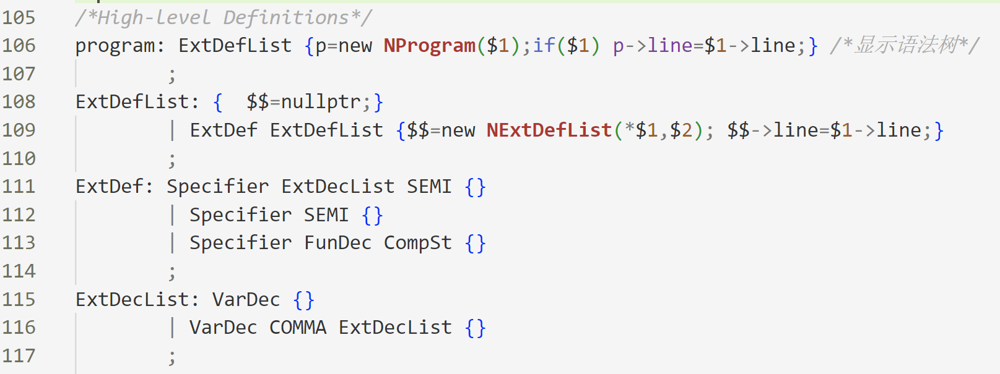 105 /*High-level Definitions*/
106 program: ExtDefList {p=new NProgram($1);if($1) p->line=$1->line;} /*显示语法树*/
107 ;
108 ExtDefList: {  $$=nullptr;}
109 | ExtDef ExtDefList {$$=new NExtDefList(*$1,$2); $$->line=$1->line;}
110 ;
111 ExtDef: Specifier ExtDecList SEMI {}
112 | Specifier SEMI {}
113 | Specifier FunDec CompSt {}
114 ;
115 ExtDecList: VarDec {}
116 | VarDec COMMA ExtDecList {}
117 ;